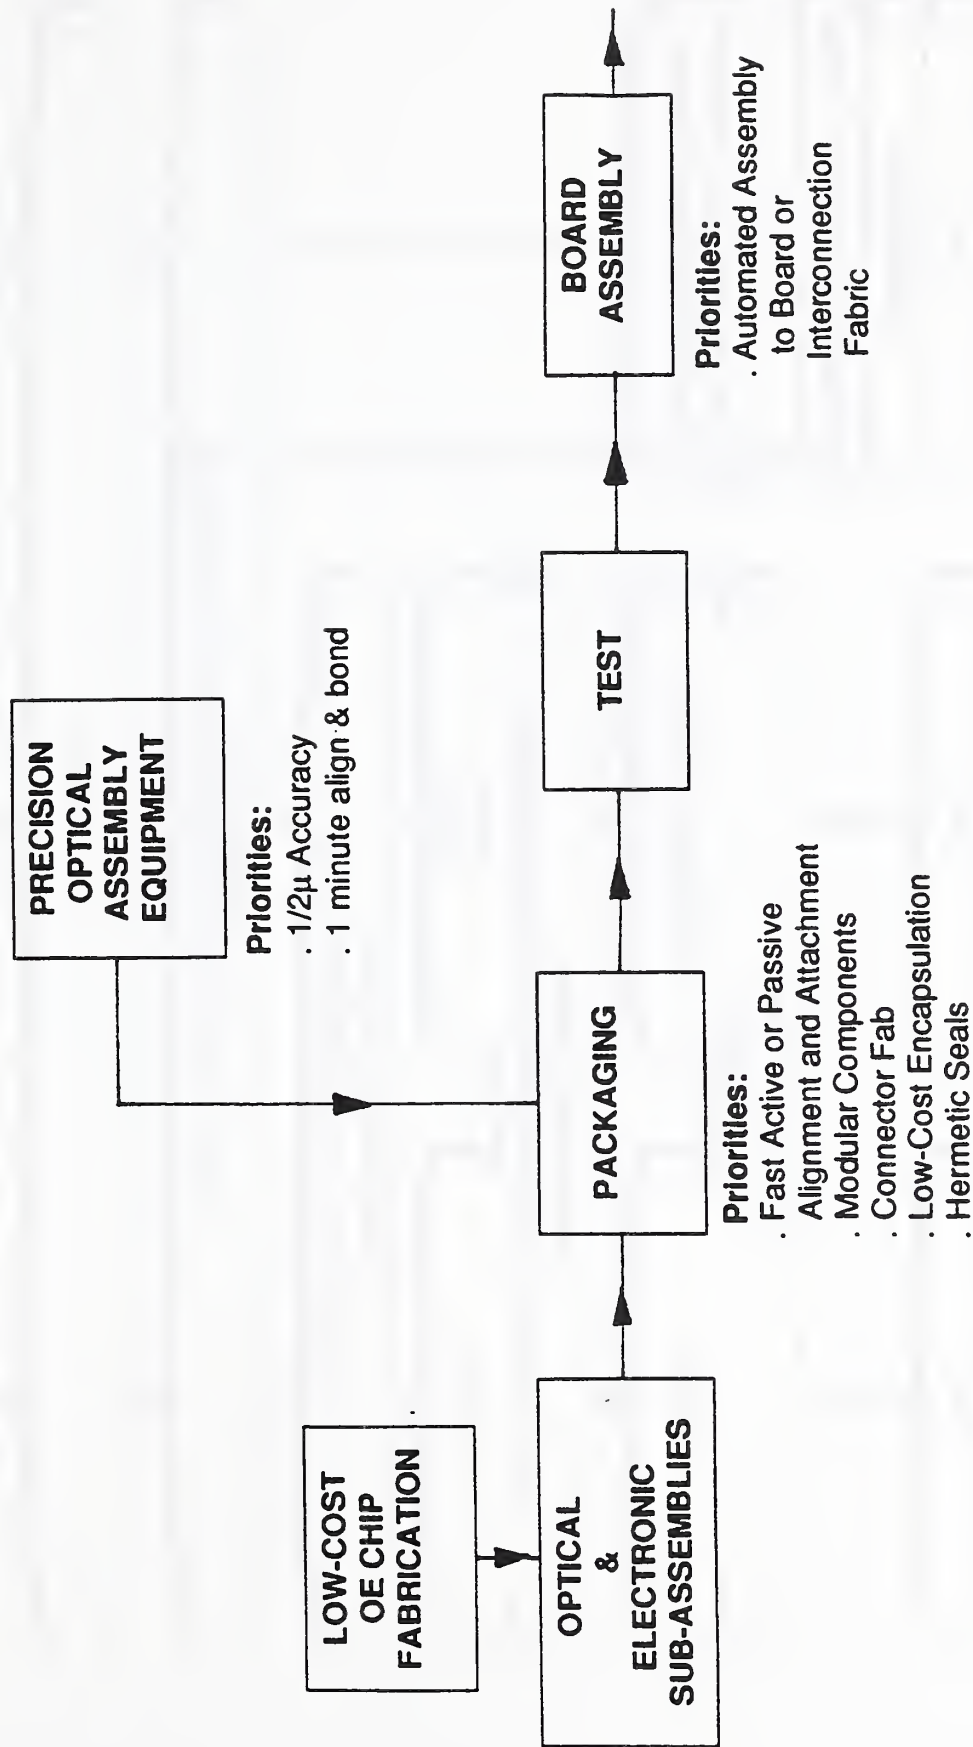 PRECISION
OPTICAL
ASSEMBLY
EQUIPMENT
Priorities:
. 1/2µ Accuracy
. 1 minute align & bond
LOW-COST
OE CHIP
FABRICATION
OPTICAL
&
ELECTRONIC
SUB-ASSEMBLIES
PACKAGING
Priorities:
. Fast Active or Passive
Alignment and Attachment
. Modular Components
. Connector Fab
. Low-Cost Encapsulation
. Hermetic Seals
TEST
BOARD
ASSEMBLY
Priorities:
. Automated Assembly
to Board or
Interconnection
Fabric